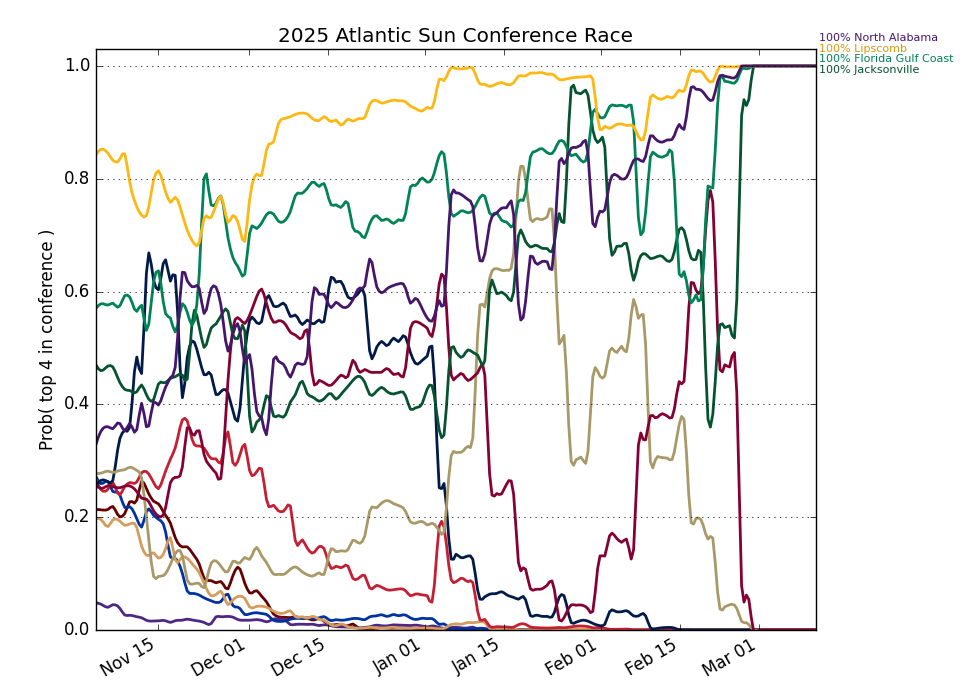 2025 Atlantic Sun Conference Race
100% North Alabama
100% Lipscomb
100% Florida Gulf Coast
100% Jacksonville
Prob( top 4 in conference )
1.0
0.8
0.6
0.4
0.2
0.0
Nov 15
Dec 01
Dec 15
Jan 01
Jan 15
Feb 01
Feb 15
Mar 01